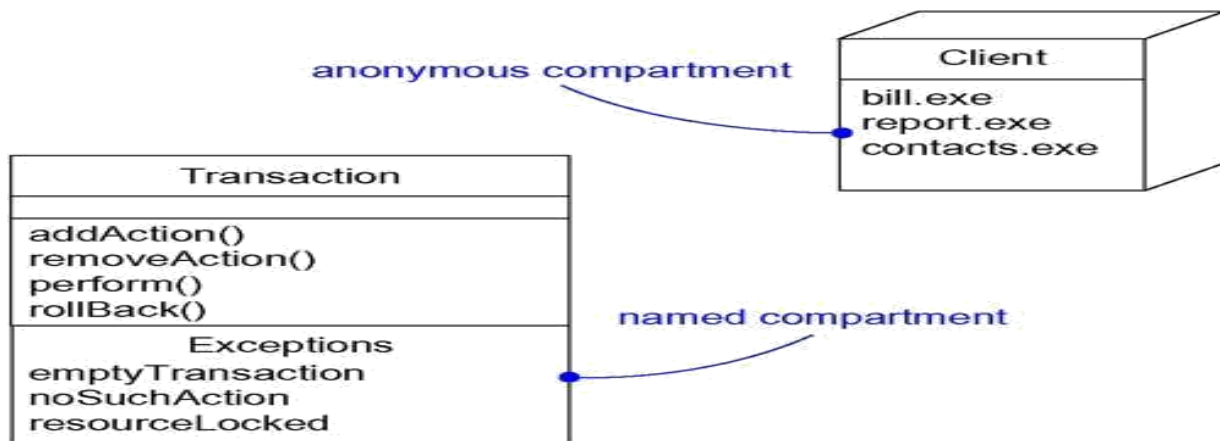 Client
anonymous compartment
bill.exe
report.exe
contacts.exe
Transaction
addAction()
removeAction()
perform()
rollBack()
named compartment
Exceptions
emptyTransaction
noSuchAction
resourceLocked